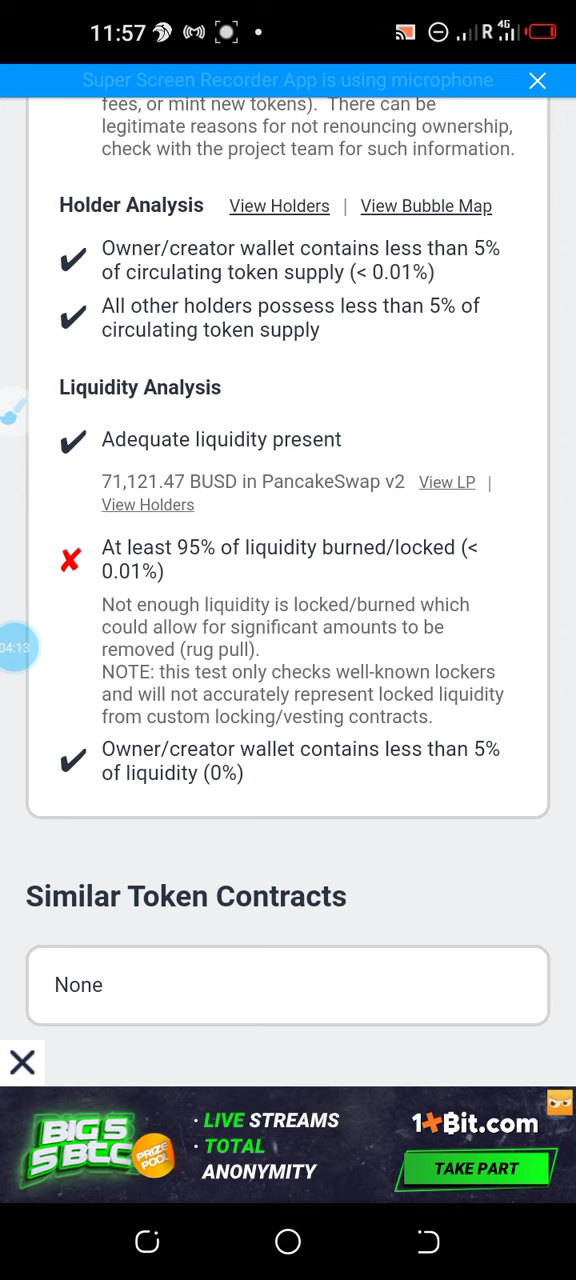 11:57
R 4G
Super Screen Recorder App is using microphone
fees, or mint new tokens).  There can be
legitimate reasons for not renouncing ownership,
check with the project team for such information.
Holder Analysis View Holders | View Bubble Map
Owner/creator wallet contains less than 5%
of circulating token supply (< 0.01%)
All other holders possess less than 5% of
circulating token supply
Liquidity Analysis
Adequate liquidity present
71,121.47 BUSD in PancakeSwap v2 View LP |
View Holders
At least 95% of liquidity burned/locked (<
0.01%)
Not enough liquidity is locked/burned which
could allow for significant amounts to be
removed (rug pull).
04:13
NOTE: this test only checks well-known lockers
and will not accurately represent locked liquidity
from custom locking/vesting contracts.
Owner/creator wallet contains less than 5%
of liquidity (0%)
Similar Token Contracts
None
BIG 5
5 BTC
PRIZE
POOL
· LIVE STREAMS
· TOTAL
ANONYMITY
1xBit.com
TAKE PART